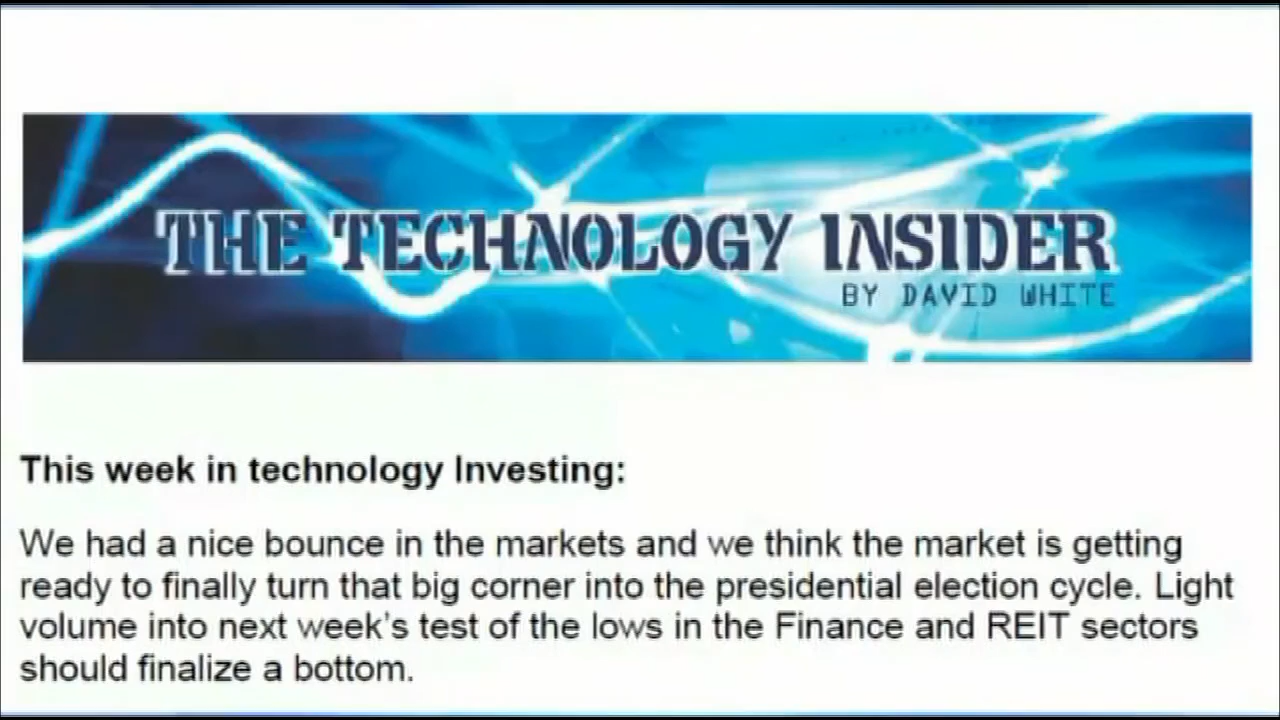 THE TECHNOLOGY INSIDER
BY DAVID WHITE
This week in technology Investing:
We had a nice bounce in the markets and we think the market is getting
ready to finally turn that big corner into the presidential election cycle. Light
volume into next week's test of the lows in the Finance and REIT sectors
should finalize a bottom.